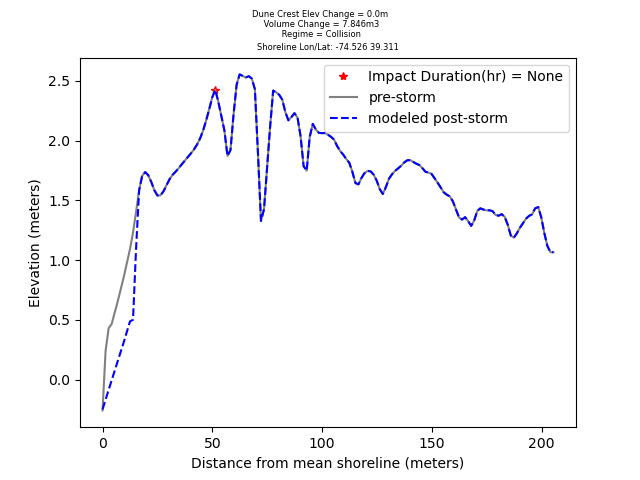 Dune Crest Elev Change = 0.0m
Volume Change = 7.846m3
Regime = Collision
Shoreline Lon/Lat: -74.526 39.311
Impact Duration(hr) = None
pre-storm
modeled post-storm
2.5
2.0
1.5
1.0
0.5
0.0
Elevation (meters)
0 50 100 150 200
Distance from mean shoreline (meters)